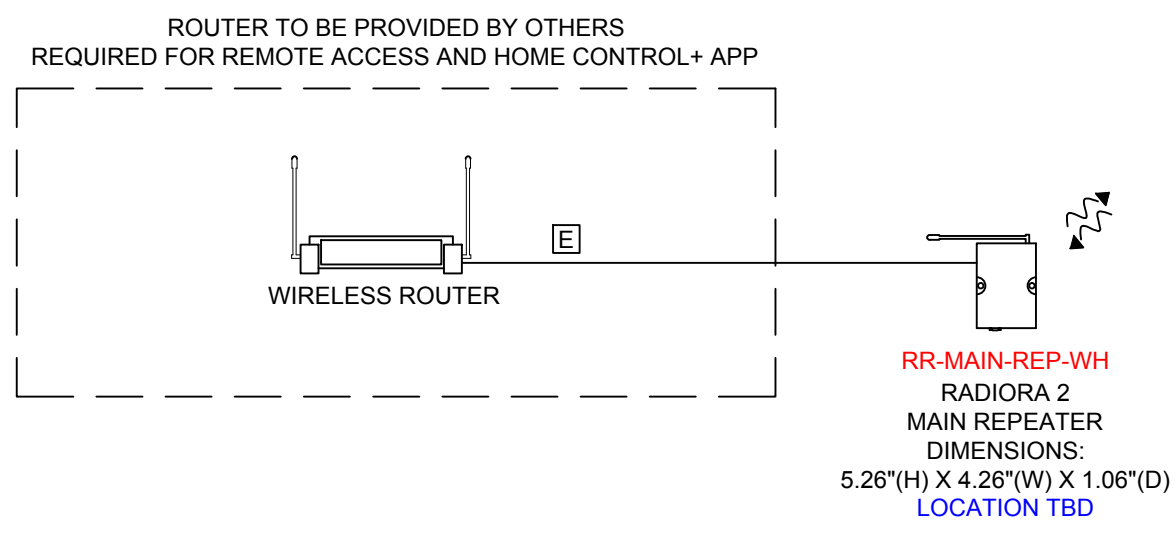 ROUTER TO BE PROVIDED BY OTHERS
REQUIRED FOR REMOTE ACCESS AND HOME CONTROL+ APP
E
WIRELESS ROUTER
RR-MAIN-REP-WH
RADIORA 2
MAIN REPEATER
DIMENSIONS:
5.26"(H) X 4.26"(W) X 1.06"(D)
LOCATION TBD